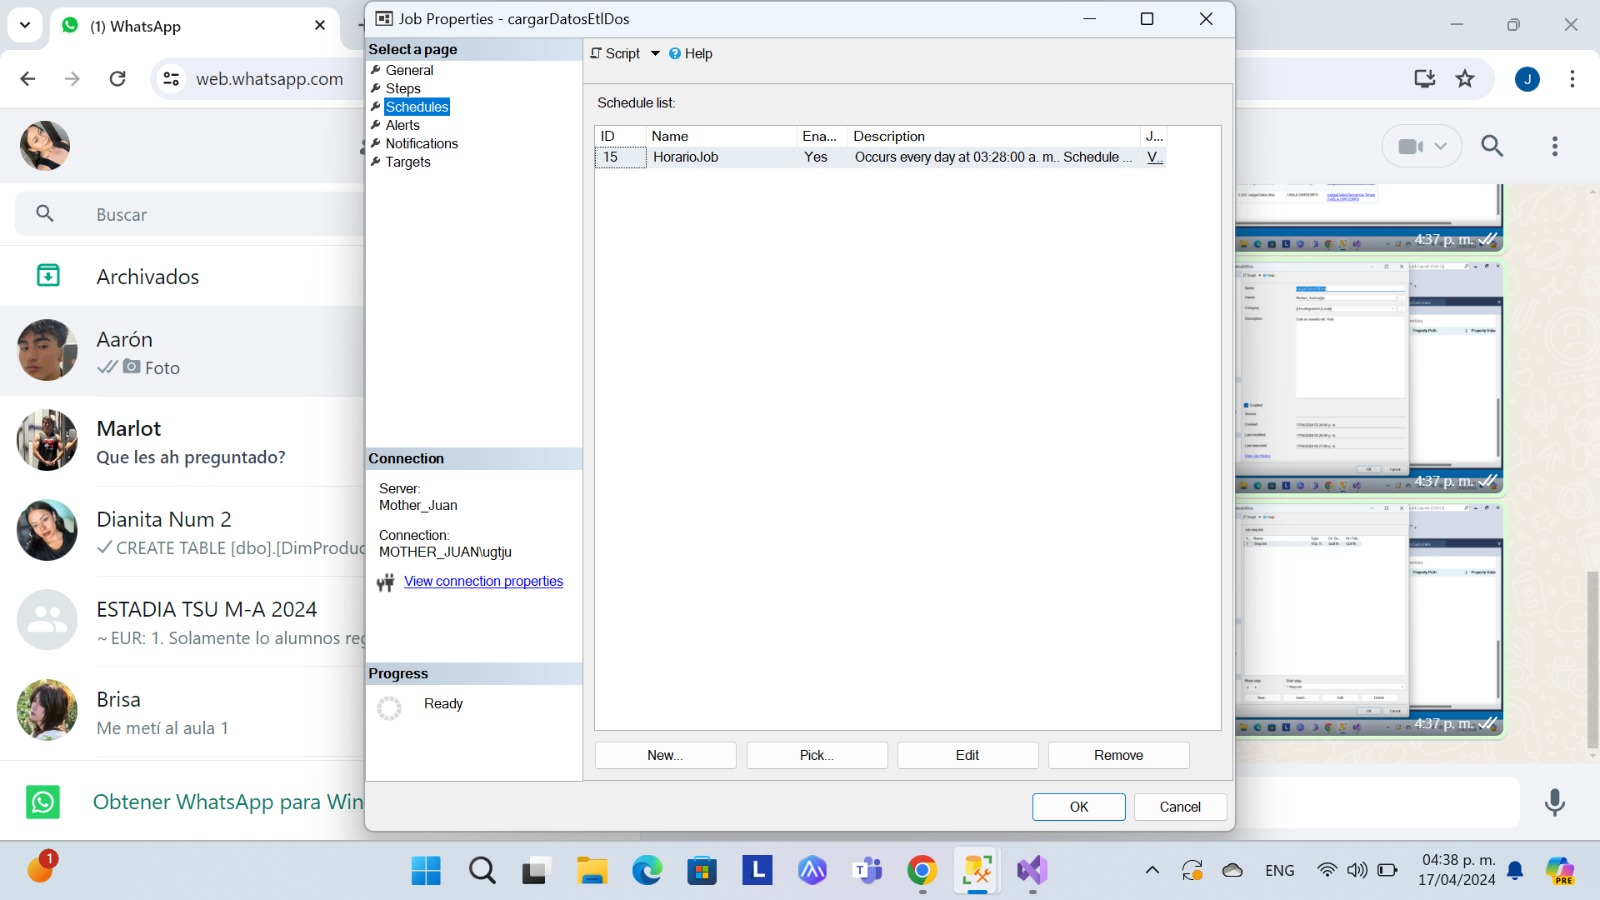 (1) WhatsApp
web.whatsapp.com
J
Buscar
Archivados
Aarón
Foto
Marlot
Que les ah preguntado?
Dianita Num 2
CREATE TABLE [dbo].[DimProduc
ESTADIA TSU M-A 2024
~ EUR: 1. Solamente lo alumnos reg
Brisa
Me metí al aula 1
Obtener WhatsApp para Win
Job Properties - cargarDatosEtlDos
Select a page
General
Steps
Schedules
Alerts
Notifications
Targets
Connection
Server:
Mother_Juan
Connection:
MOTHER_JUAN\ugtju
View connection properties
Progress
Ready
Script
Help
Schedule list:
ID Name Ena... Description J...
15 HorarioJob Yes Occurs every day at 03:28:00 a. m.. Schedule ... V...
New...
Pick...
Edit
Remove
OK
Cancel
4:37 p. m.
4:37 p. m.
4:37 p. m.
1
L
T
ENG
04:38 p. m.
17/04/2024
PRE